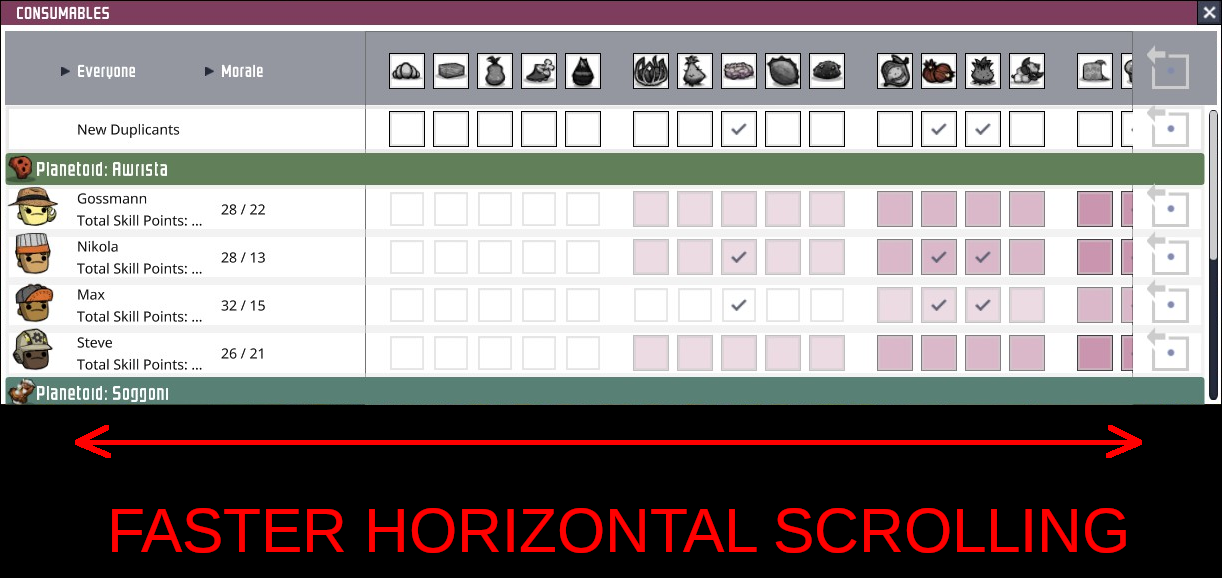 CONSUMABLES
Everyone
Morale
New Duplicants
Planetoid: Awrista
Gossmann
Total Skill Points: ...
28 / 22
Nikola
Total Skill Points: ...
28 / 13
Max
Total Skill Points: ...
32 / 15
Steve
Total Skill Points: ...
26 / 21
Planetoid: Soggoni
FASTER HORIZONTAL SCROLLING